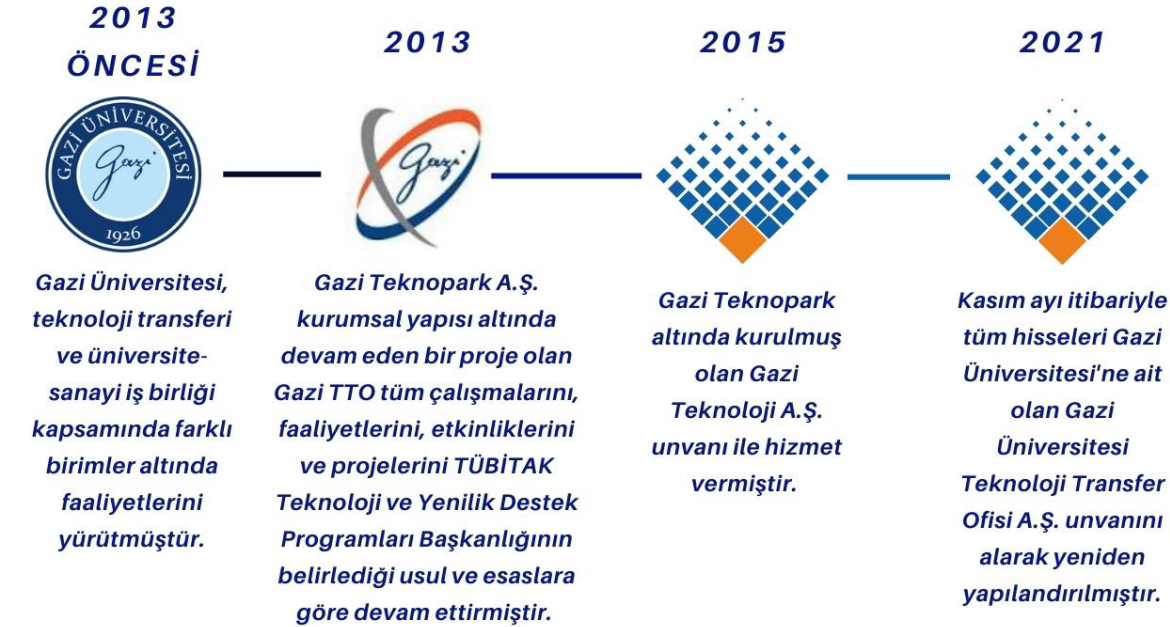 2013
ÖNCESİ
GAZİ ÜNİVERSİTESİ
Gazi
1926
Gazi Üniversitesi,
teknoloji transferi
ve üniversite-
sanayi iş birliği
kapsamında farklı
birimler altında
faaliyetlerini
yürütmüştür.
2013
Gazi
Gazi Teknopark A.Ş.
kurumsal yapısı altında
devam eden bir proje olan
Gazi TTO tüm çalışmalarını,
faaliyetlerini, etkinliklerini
ve projelerini TÜBİTAK
Teknoloji ve Yenilik Destek
Programları Başkanlığının
belirlediği usul ve esaslara
göre devam ettirmiştir.
2015
Gazi Teknopark
altında kurulmuş
olan Gazi
Teknoloji A.Ş.
unvanı ile hizmet
vermiştir.
2021
Kasım ayı itibariyle
tüm hisseleri Gazi
Üniversitesi'ne ait
olan Gazi
Üniversitesi
Teknoloji Transfer
Ofisi A.Ş. unvanını
alarak yeniden
yapılandırılmıştır.